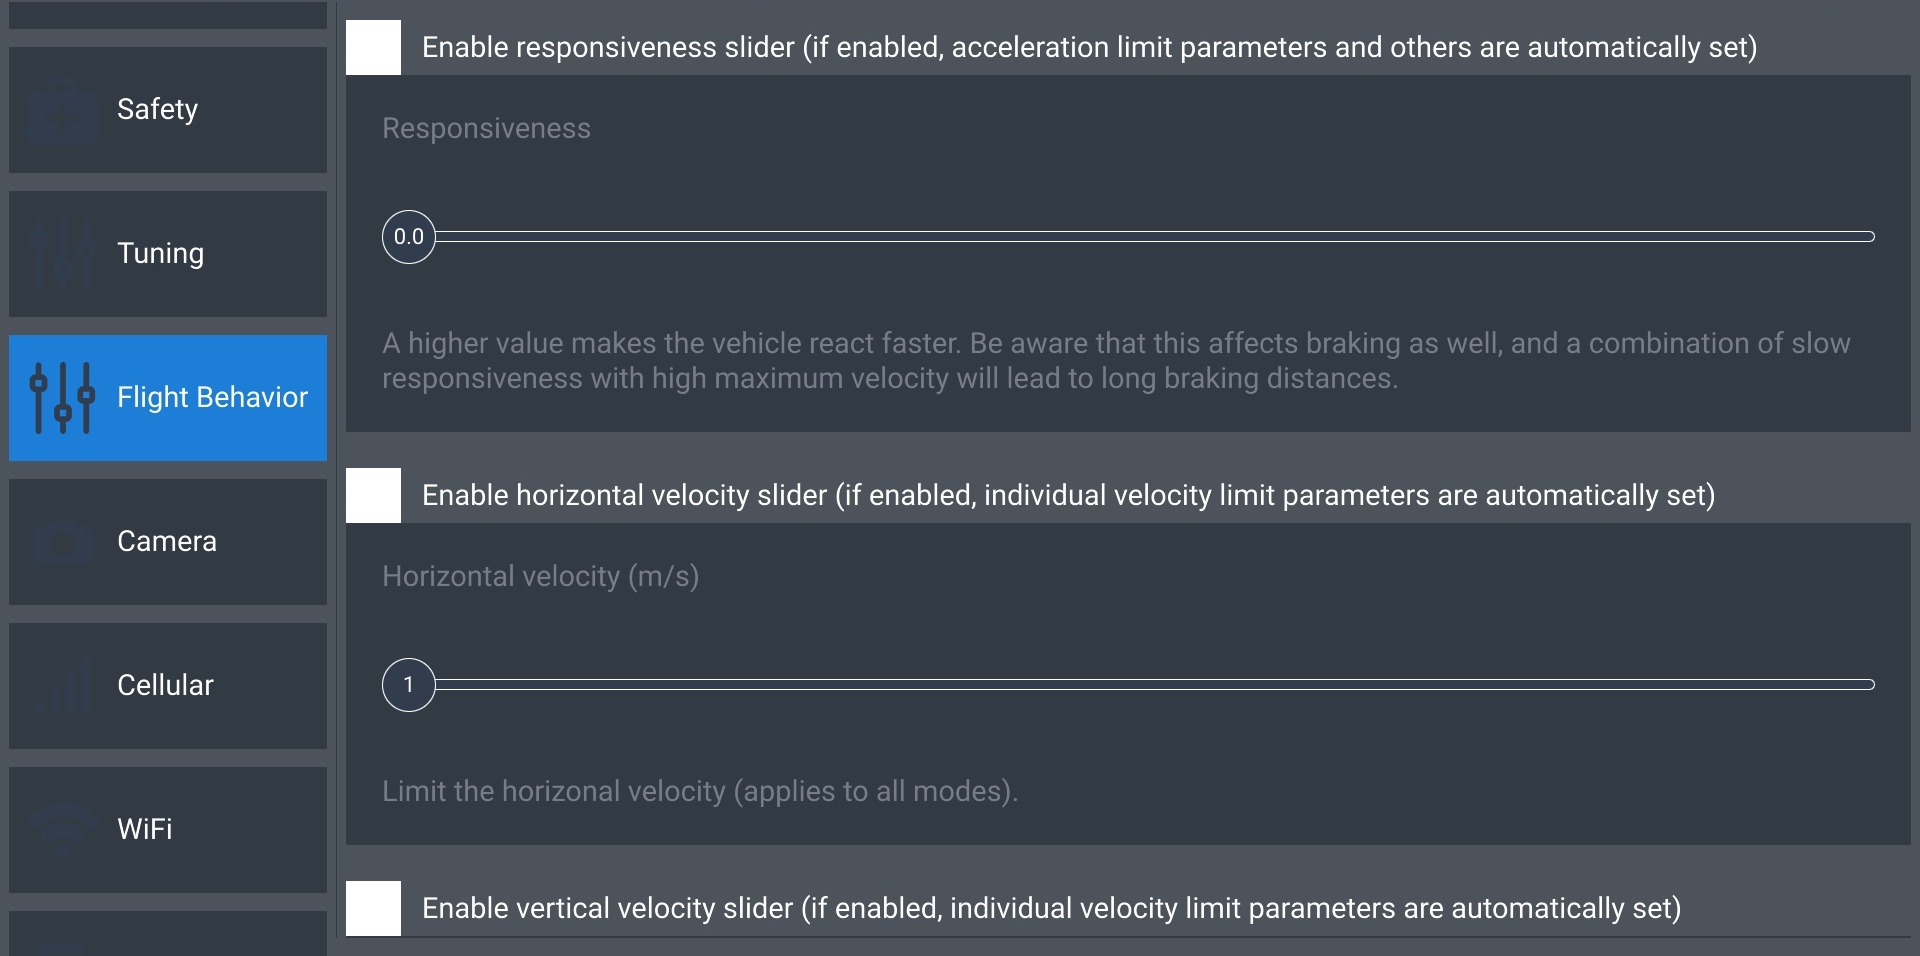 Safety
Tuning
Flight Behavior
Camera
Cellular
WiFi
Enable responsiveness slider (if enabled, acceleration limit parameters and others are automatically set)
Responsiveness
0.0
A higher value makes the vehicle react faster. Be aware that this affects braking as well, and a combination of slow
responsiveness with high maximum velocity will lead to long braking distances.
Enable horizontal velocity slider (if enabled, individual velocity limit parameters are automatically set)
Horizontal velocity (m/s)
1
Limit the horizonal velocity (applies to all modes).
Enable vertical velocity slider (if enabled, individual velocity limit parameters are automatically set)